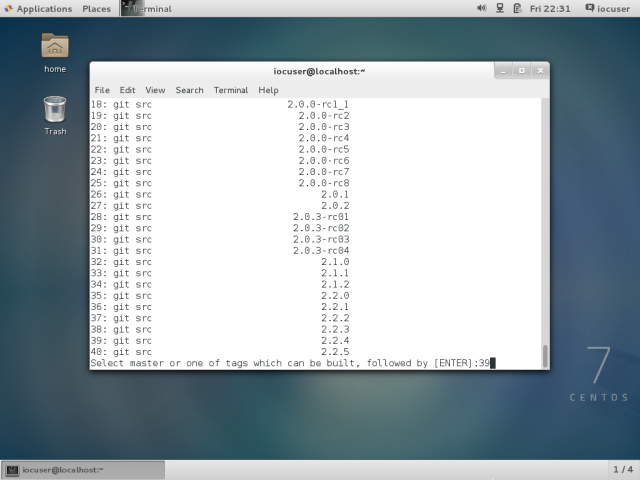 Applications Places Terminal Fri 22:31 iocuser
home
Trash
iocuser@localhost:~
File Edit View Search Terminal Help
18: git src 2.0.0-rc1_1
19: git src 2.0.0-rc2
20: git src 2.0.0-rc3
21: git src 2.0.0-rc4
22: git src 2.0.0-rc5
23: git src 2.0.0-rc6
24: git src 2.0.0-rc7
25: git src 2.0.0-rc8
26: git src 2.0.1
27: git src 2.0.2
28: git src 2.0.3-rc01
29: git src 2.0.3-rc02
30: git src 2.0.3-rc03
31: git src 2.0.3-rc04
32: git src 2.1.0
33: git src 2.1.1
34: git src 2.1.2
35: git src 2.2.0
36: git src 2.2.1
37: git src 2.2.2
38: git src 2.2.3
39: git src 2.2.4
40: git src 2.2.5
Select master or one of tags which can be built, followed by [ENTER]:39
7
CENTOS
iocuser@localhost:~ 1 / 4